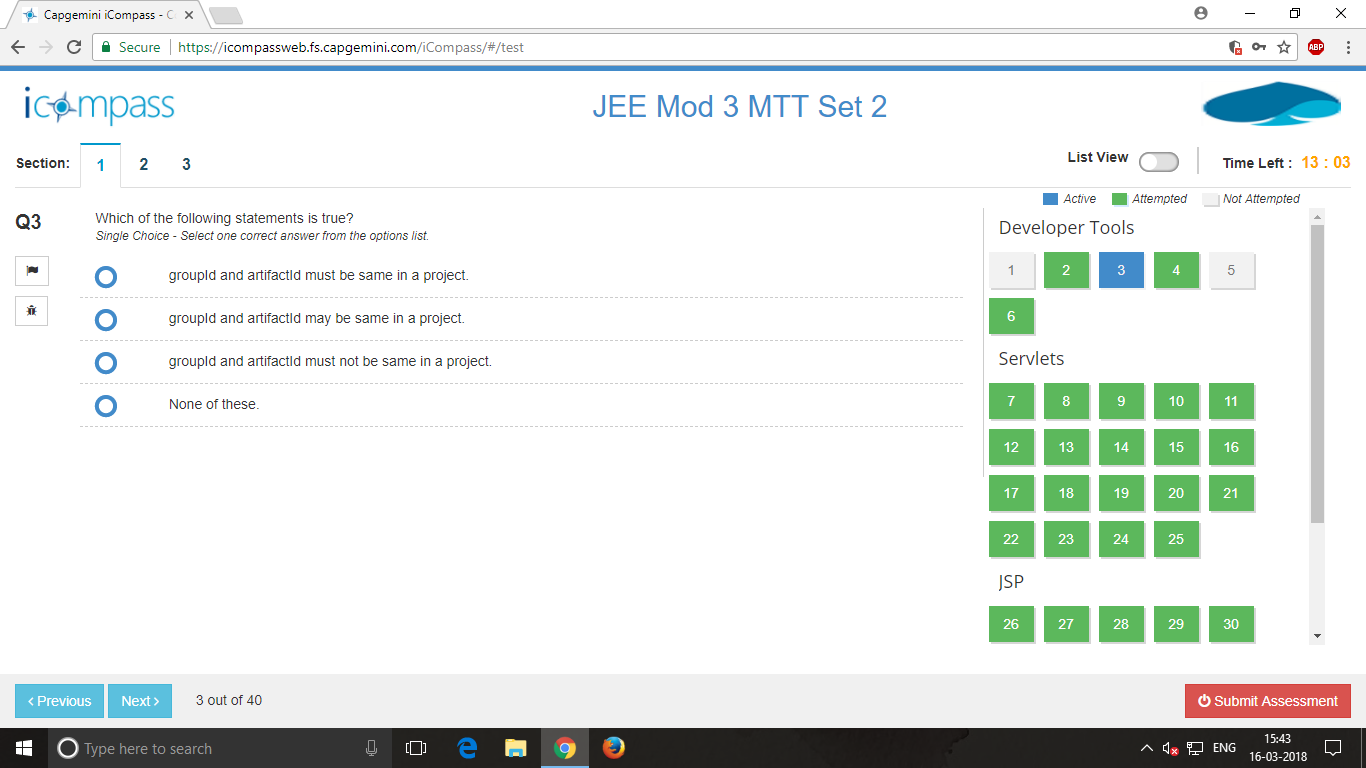 Capgemini iCompass - C
Secure https://icompassweb.fs.capgemini.com/iCompass/#/test
ABP
icompass
JEE Mod 3 MTT Set 2
Section: 1 2 3
List View
Time Left : 13 : 03
Active Attempted Not Attempted
Q3
Which of the following statements is true?
Single Choice - Select one correct answer from the options list.
groupId and artifactId must be same in a project.
groupId and artifactId may be same in a project.
groupId and artifactId must not be same in a project.
None of these.
Developer Tools
1 2 3 4 5
6
Servlets
7 8 9 10 11
12 13 14 15 16
17 18 19 20 21
22 23 24 25
JSP
26 27 28 29 30
Previous Next 3 out of 40
Submit Assessment
Type here to search
ENG
15:43
16-03-2018